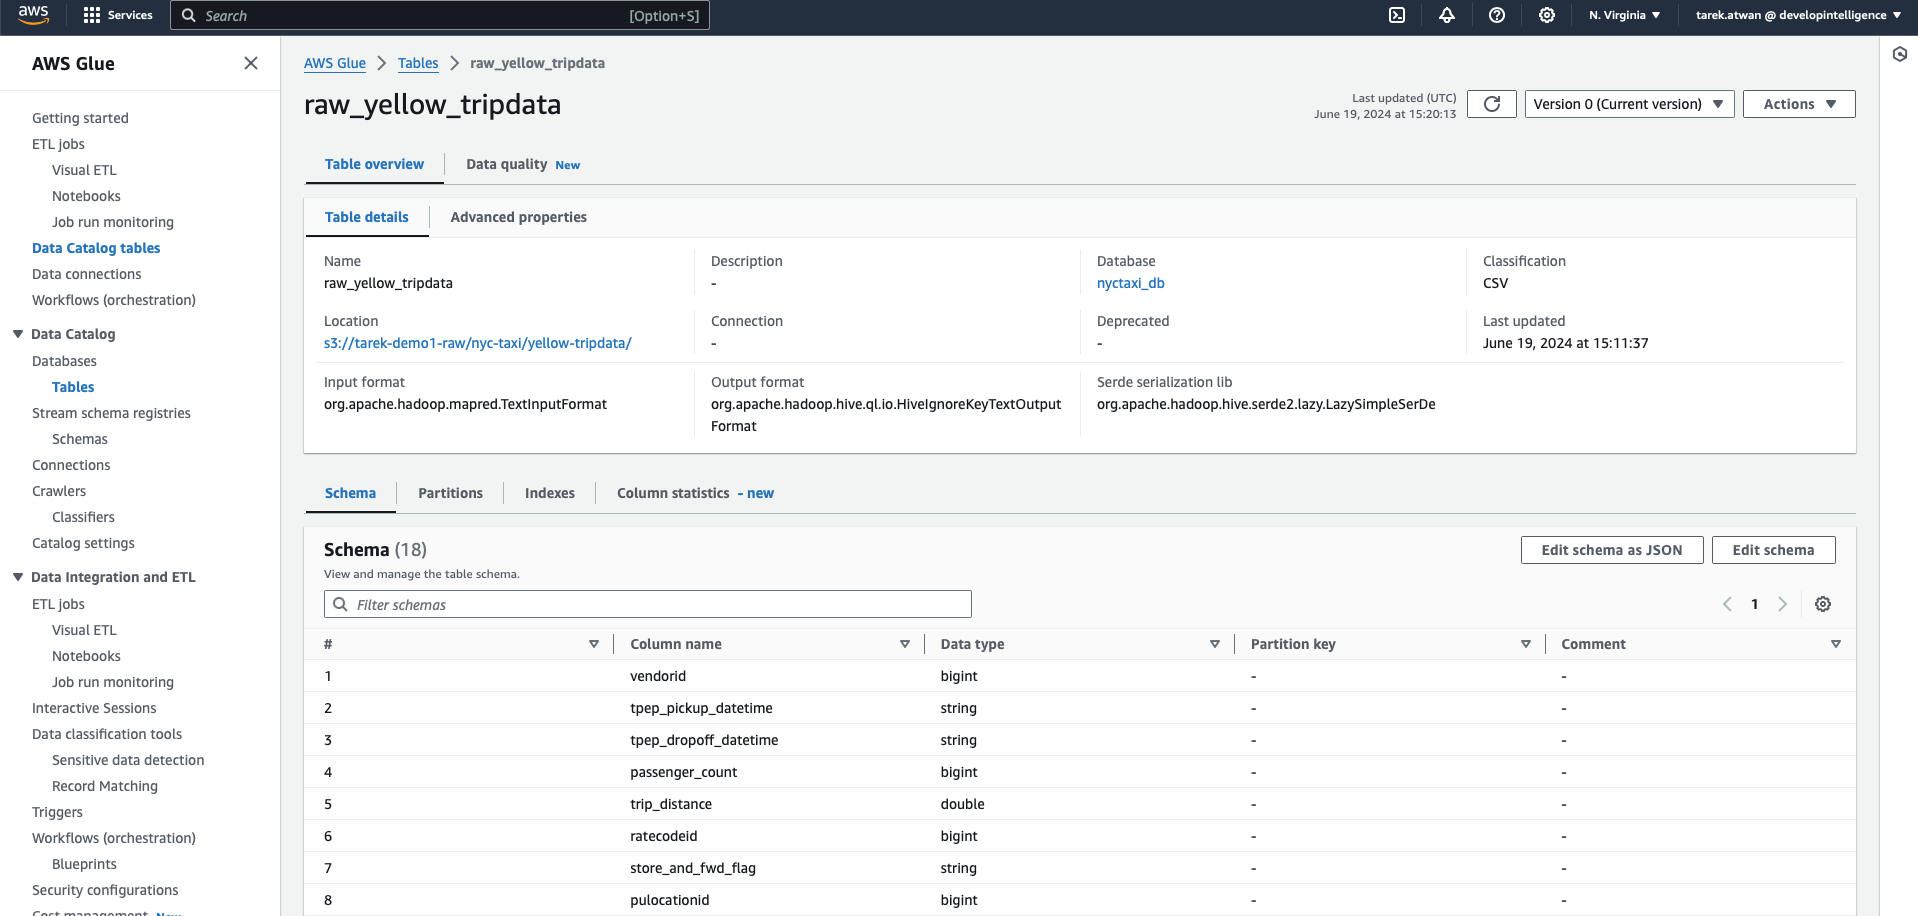 aws
Services
Search
[Option+S]
N. Virginia
tarek.atwan @ developintelligence
AWS Glue
Getting started
ETL jobs
Visual ETL
Notebooks
Job run monitoring
Data Catalog tables
Data connections
Workflows (orchestration)
Data Catalog
Databases
Tables
Stream schema registries
Schemas
Connections
Crawlers
Classifiers
Catalog settings
Data Integration and ETL
ETL jobs
Visual ETL
Notebooks
Job run monitoring
Interactive Sessions
Data classification tools
Sensitive data detection
Record Matching
Triggers
Workflows (orchestration)
Blueprints
Security configurations
Cost management New
AWS Glue > Tables > raw_yellow_tripdata
raw_yellow_tripdata
Last updated (UTC)
June 19, 2024 at 15:20:13
Version 0 (Current version)
Actions
Table overview
Data quality New
Table details
Advanced properties
Name
raw_yellow_tripdata
Description
-
Database
nyctaxi_db
Classification
CSV
Location
s3://tarek-demo1-raw/nyc-taxi/yellow-tripdata/
Connection
-
Deprecated
-
Last updated
June 19, 2024 at 15:11:37
Input format
org.apache.hadoop.mapred.TextInputFormat
Output format
org.apache.hadoop.hive.ql.io.HiveIgnoreKeyTextOutput
Format
Serde serialization lib
org.apache.hadoop.hive.serde2.lazy.LazySimpleSerDe
Schema
Partitions
Indexes
Column statistics - new
Schema (18)
View and manage the table schema.
Edit schema as JSON
Edit schema
Filter schemas
1
# Column name Data type Partition key Comment
1 vendorid bigint - -
2 tpep_pickup_datetime string - -
3 tpep_dropoff_datetime string - -
4 passenger_count bigint - -
5 trip_distance double - -
6 ratecodeid bigint - -
7 store_and_fwd_flag string - -
8 pulocationid bigint - -